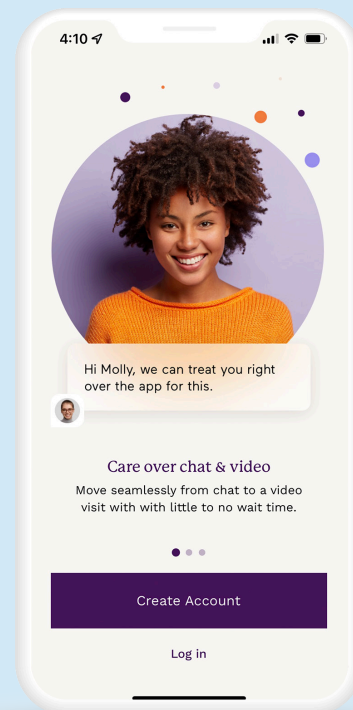 4:10
Hi Molly, we can treat you right
over the app for this.
Care over chat & video
Move seamlessly from chat to a video
visit with with little to no wait time.
Create Account
Log in